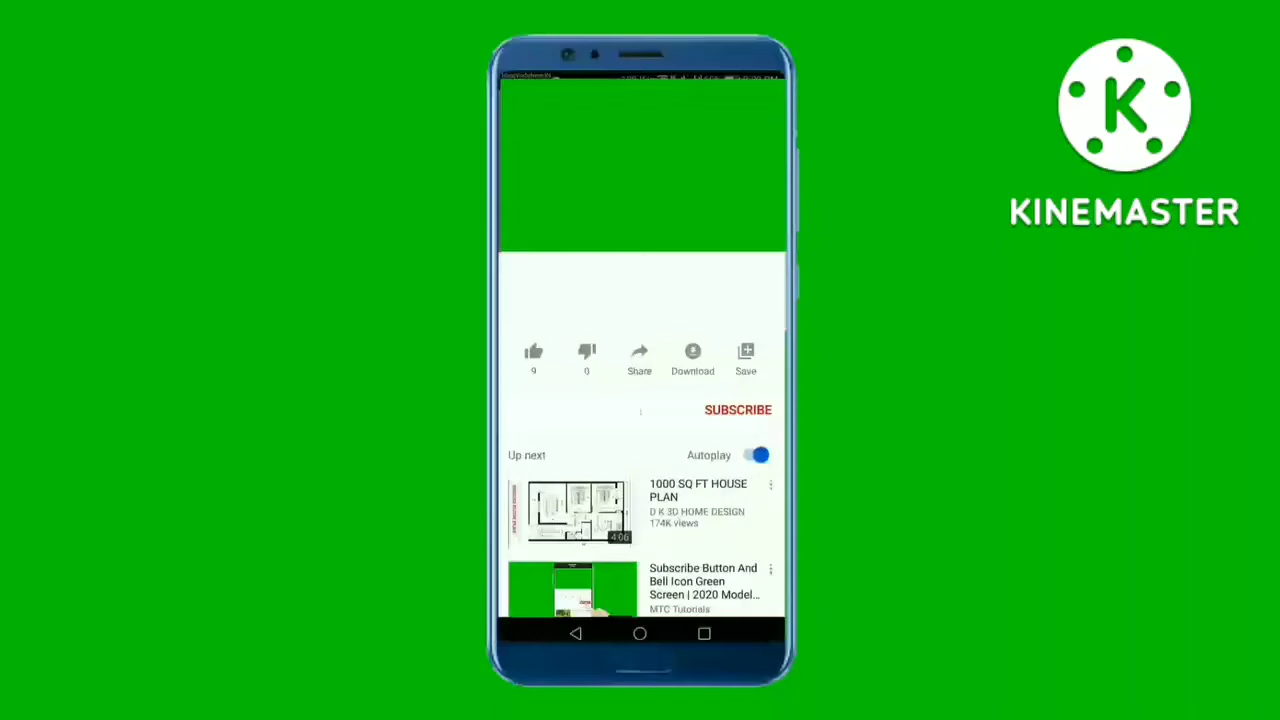 K
KINEMASTER
9
0
Share
Download
Save
SUBSCRIBE
Up next
Autoplay
1000 SQ FT HOUSE
PLAN
D K 3D HOME DESIGN
174K views
4:06
Subscribe Button And
Bell Icon Green
Screen | 2020 Model...
MTC Tutorials